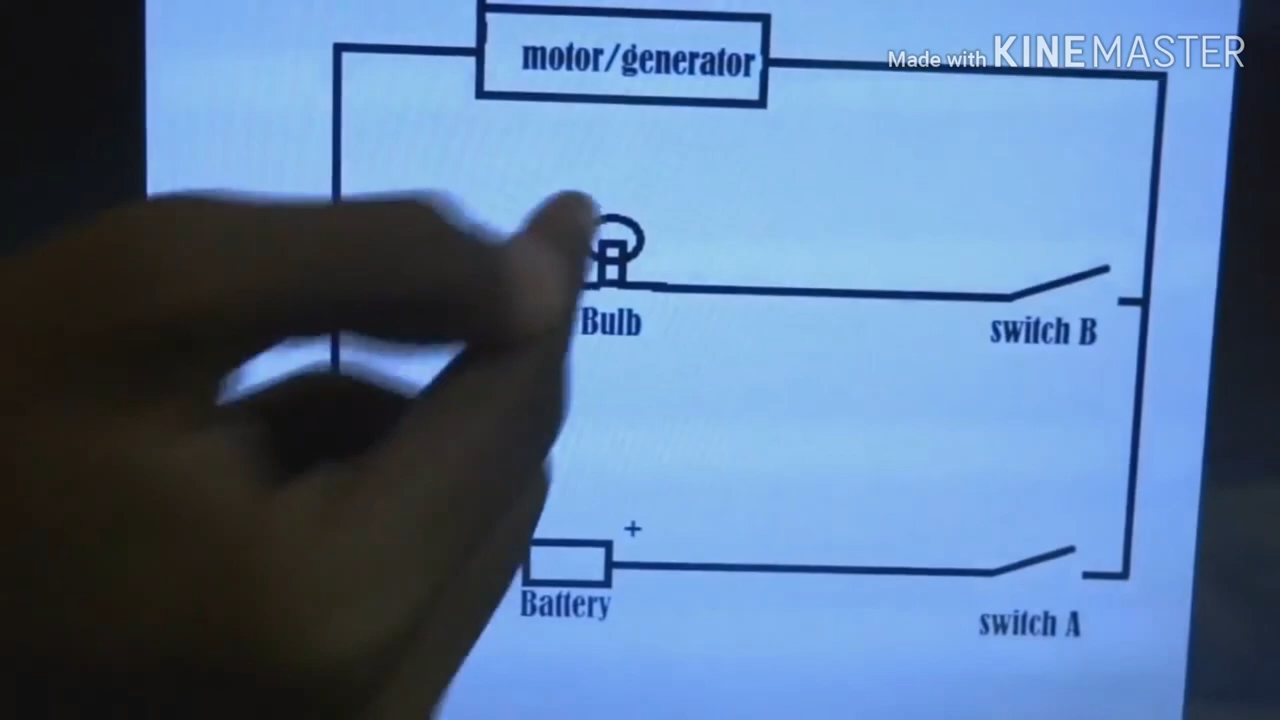 Made with KINEMASTER
motor/generator
Bulb
switch B
+
Battery
switch A